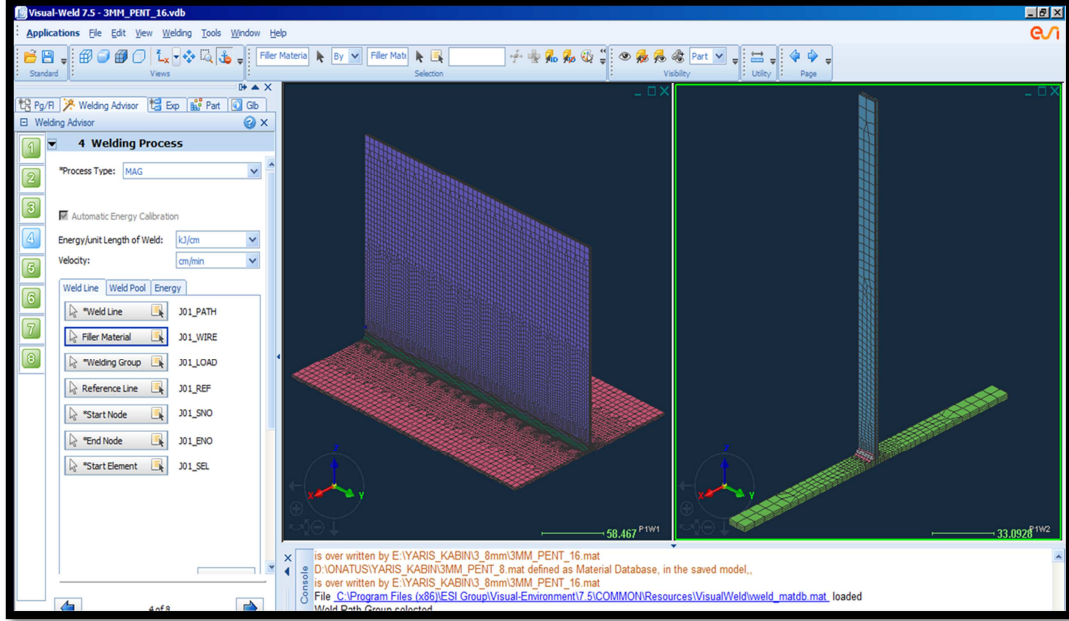 Visual-Weld 7.5 - 3MM_PENT_16.vdb
Applications File Edit View Welding Tools Window Help
esi
Filler Materia By Filler Mati Part
Standard Views Selection Visibility Utility Page
Pg/Fl Welding Advisor Exp Part Glb
Welding Advisor
1
2
3
4
5
6
7
8
4 Welding Process
*Process Type: MAG
Automatic Energy Calibration
Energy/unit Length of Weld: kJ/cm
Velocity: cm/min
Weld Line Weld Pool Energy
*Weld Line J01_PATH
Filler Material J01_WIRE
*Welding Group J01_LOAD
Reference Line J01_REF
*Start Node J01_SNO
*End Node J01_ENO
*Start Element J01_SEL
4 of 8
X Y
58.467 P1W1
X Y
33.0928 P1W2
Console
is over written by E:\YARIS_KABIN\3_8mm\3MM_PENT_16.mat
D:\ONATUS\YARIS_KABIN\3MM_PENT_8.mat defined as Material Database, in the saved model,,
is over written by E:\YARIS_KABIN\3_8mm\3MM_PENT_16.mat
File C:\Program Files (x86)\ESI Group\Visual-Environment\7.5\COMMON\Resources\VisualWeld\weld_matdb.mat loaded
Weld Path Group selected